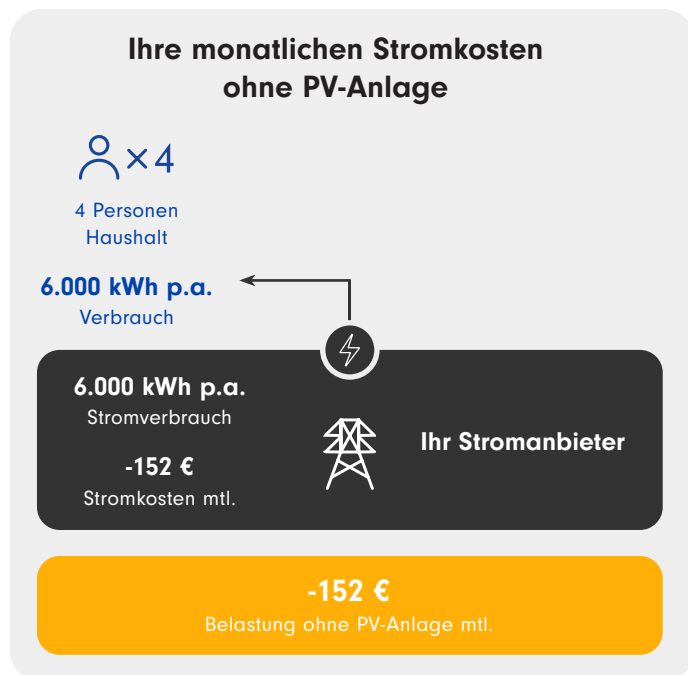 Ihre monatlichen Stromkosten
ohne PV-Anlage
×4
4 Personen
Haushalt
6.000 kWh p.a.
Verbrauch
6.000 kWh p.a.
Stromverbrauch
-152 €
Stromkosten mtl.
Ihr Stromanbieter
-152 €
Belastung ohne PV-Anlage mtl.